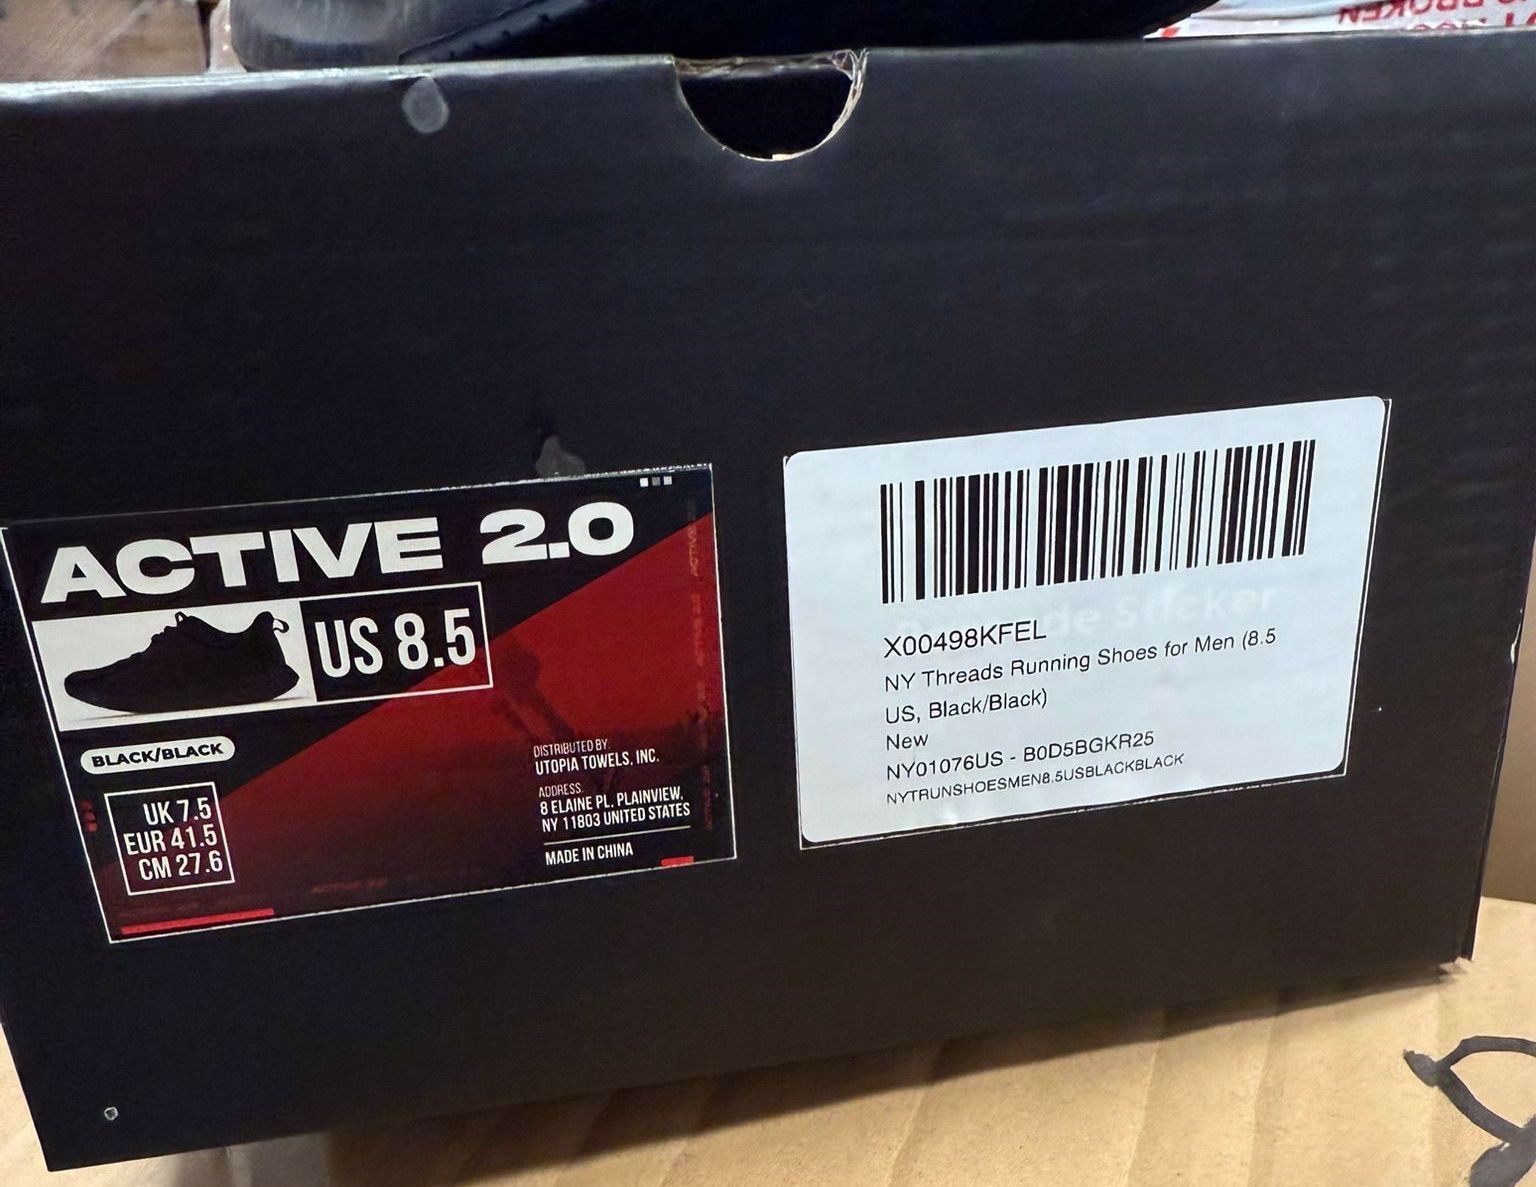 BROKEN
ACTIVE 2.0
US 8.5
BLACK/BLACK
UK 7.5
EUR 41.5
CM 27.6
DISTRIBUTED BY:
UTOPIA TOWELS, INC.
ADDRESS:
8 ELAINE PL, PLAINVIEW,
NY 11803 UNITED STATES
MADE IN CHINA
Sticker
X00498KFEL
NY Threads Running Shoes for Men (8.5
US, Black/Black)
New
NY01076US - B0D5BGKR25
NYTRUNSHOESMEN8.5USBLACKBLACK